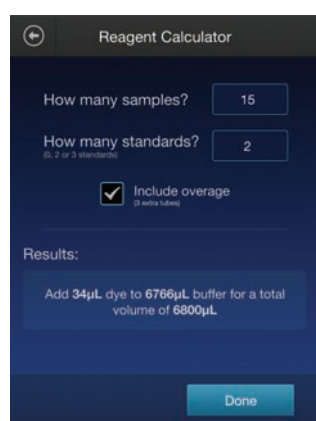 Reagent Calculator
How many samples? 15
How many standards? 2
(0, 2 or 3 standards)
Include overage
(3 extra tubes)
Results:
Add 34µL dye to 6766µL buffer for a total
volume of 6800µL
Done